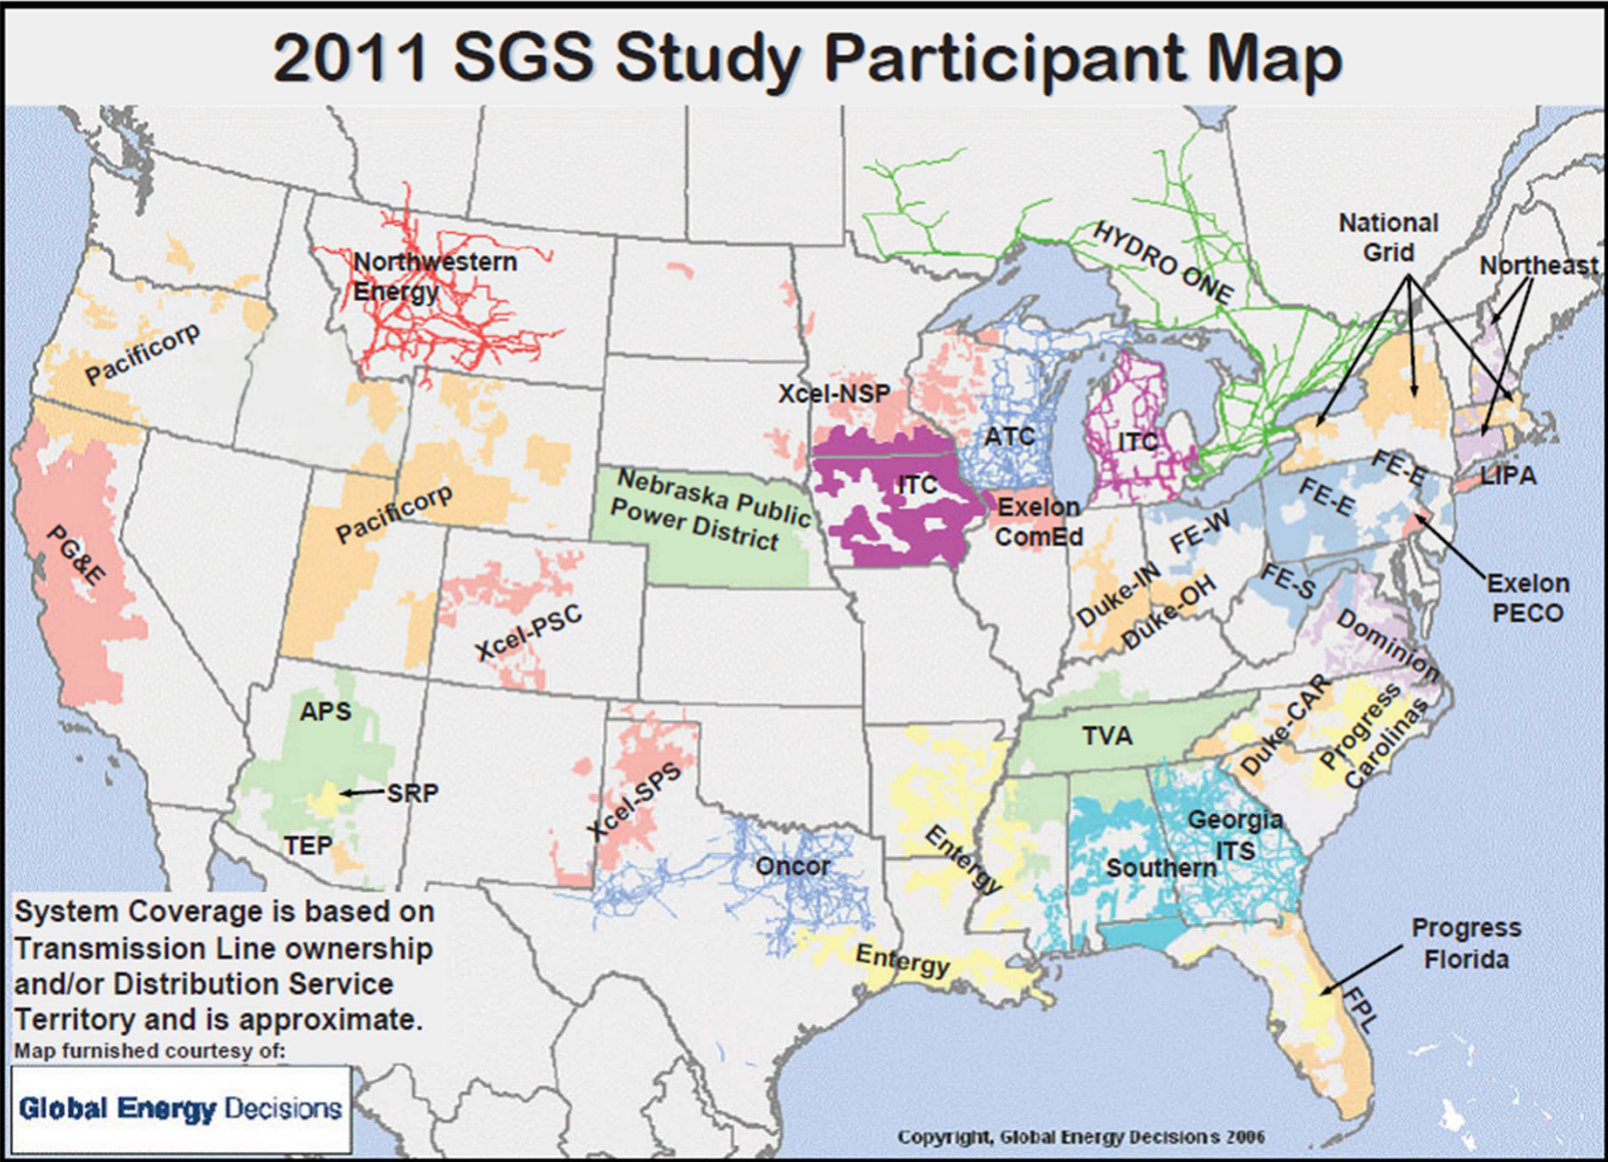 2011 SGS Study Participant Map
National
Grid
Northeast
HYDRO ONE
Northwestern
Energy
Pacificorp
Xcel-NSP
ATC
ITC
ITC
LIPA
FE-E
FE-E
Nebraska Public
Power District
Exelon
ComEd
FE-W
Pacificorp
PG&E
FE-S
Exelon
PECO
Duke-IN
Duke-OH
Xcel-PSC
Dominion
APS
TVA
Duke-CAR
Progress
Carolinas
SRP
Xcel-SPS
TEP
Oncor
Entergy
Southern
Georgia
ITS
System Coverage is based on
Transmission Line ownership
and/or Distribution Service
Territory and is approximate.
Map furnished courtesy of:
Global Energy Decisions
Entergy
Progress
Florida
FPL
Copyright, Global Energy Decisions 2006